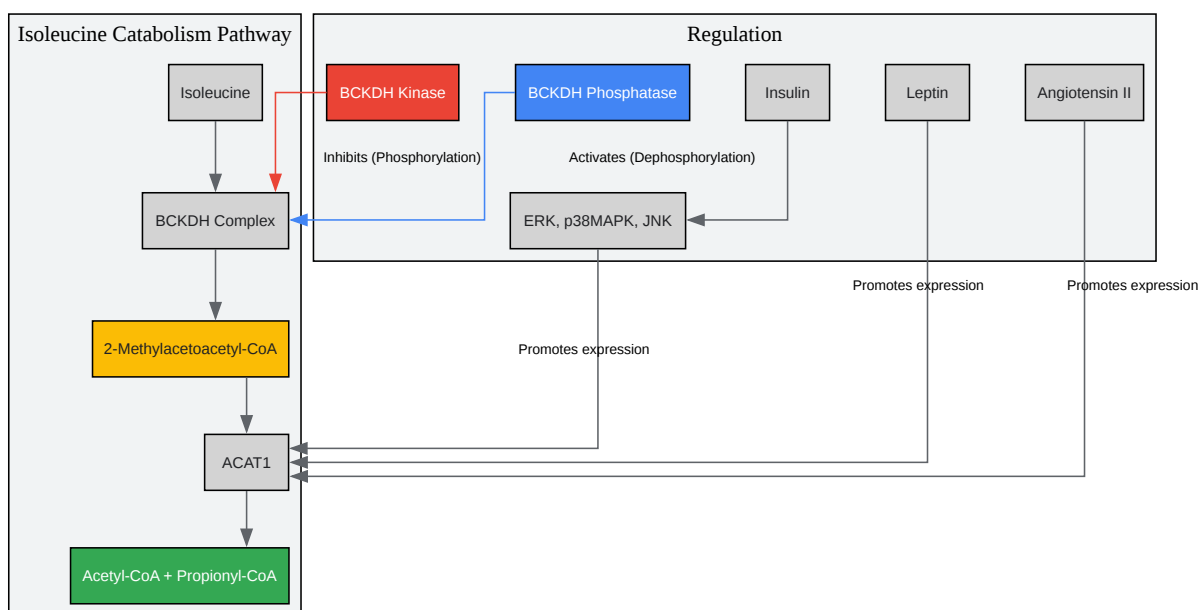 Isoleucine Catabolism Pathway
Regulation
Isoleucine
BCKDH Kinase
BCKDH Phosphatase
Insulin
Leptin
Angiotensin II
Inhibits (Phosphorylation)
Activates (Dephosphorylation)
BCKDH Complex
ERK, p38MAPK, JNK
Promotes expression
Promotes expression
2-Methylacetoacetyl-CoA
Promotes expression
ACAT1
Acetyl-CoA + Propionyl-CoA